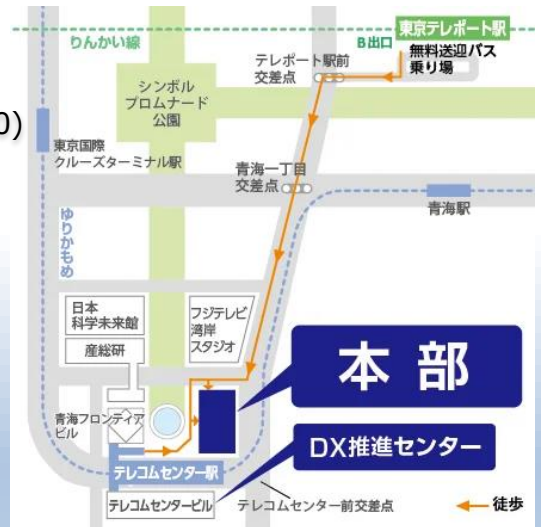 東京テレポート駅
りんかい線
B出口
無料送迎バス
乗り場
テレポート駅前
交差点
シンボル
プロムナード
公園
0)
東京国際
クルーズターミナル駅
青海一丁目
交差点
青海駅
ゆりかもめ
日本
科学未来館
フジテレビ
湾岸
スタジオ
産総研
本部
青海フロンティア
ビル
DX推進センター
テレコムセンター駅
テレコムセンタービル
テレコムセンター前交差点
徒歩